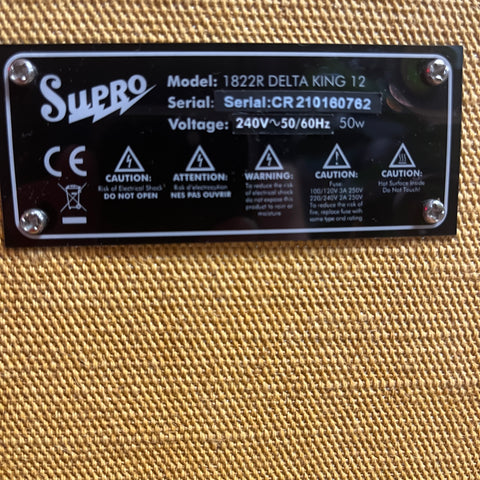 SUPRO
Model: 1822R DELTA KING 12
Serial: Serial:CR210160762
Voltage: 240V~50/60Hz 50w
CE
CAUTION:
Risk of Electrical Shock
DO NOT OPEN
ATTENTION:
Risk d'electrocution
NES PAS OUVRIR
WARNING:
To reduce the risk
of fire or electric shock
do not expose this
product to rain or
moisture
CAUTION:
Fuse:
100/120V 3A 250V
220/240V 3A 250V
To reduce the risk of
fire, replace fuse with
same type and rating
CAUTION:
Hot Surface Inside
Do Not Touch!